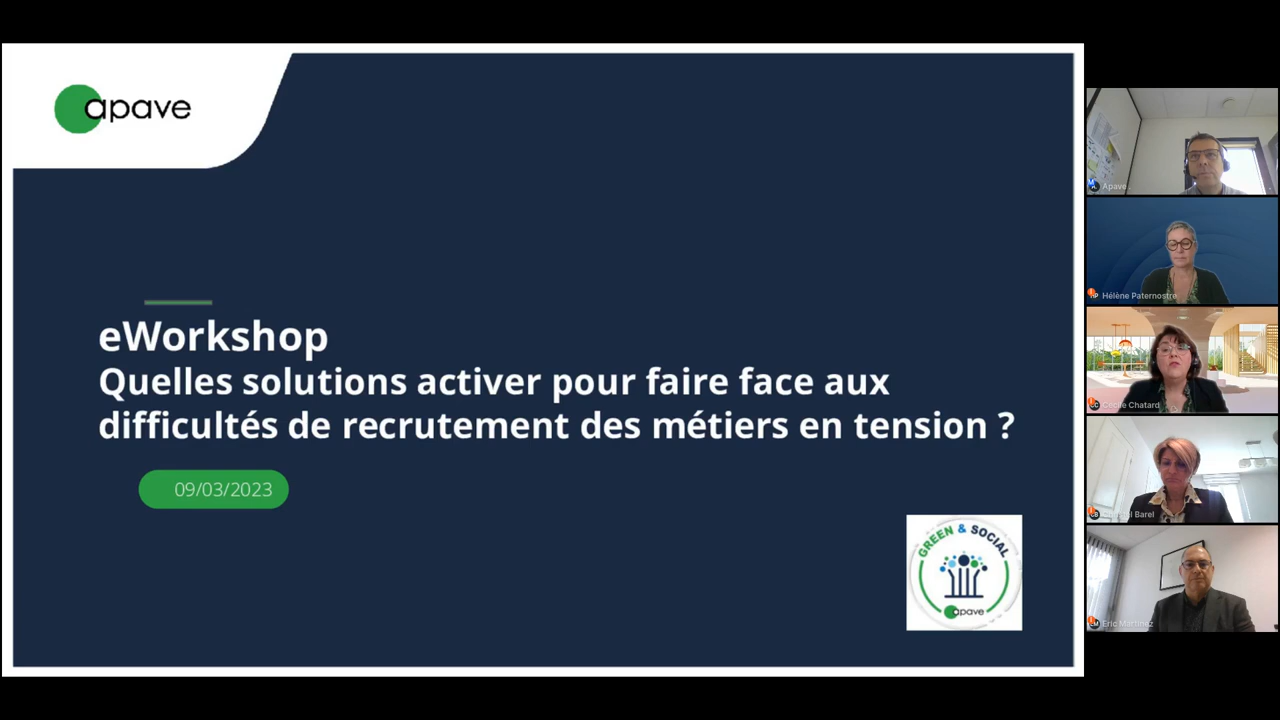 apave
eWorkshop
Quelles solutions activer pour faire face aux
difficultés de recrutement des métiers en tension ?
09/03/2023
GREEN & SOCIAL
apave
Apave
Hélène Paternostre
Cécile Chatard
Barel
Eric Martinez